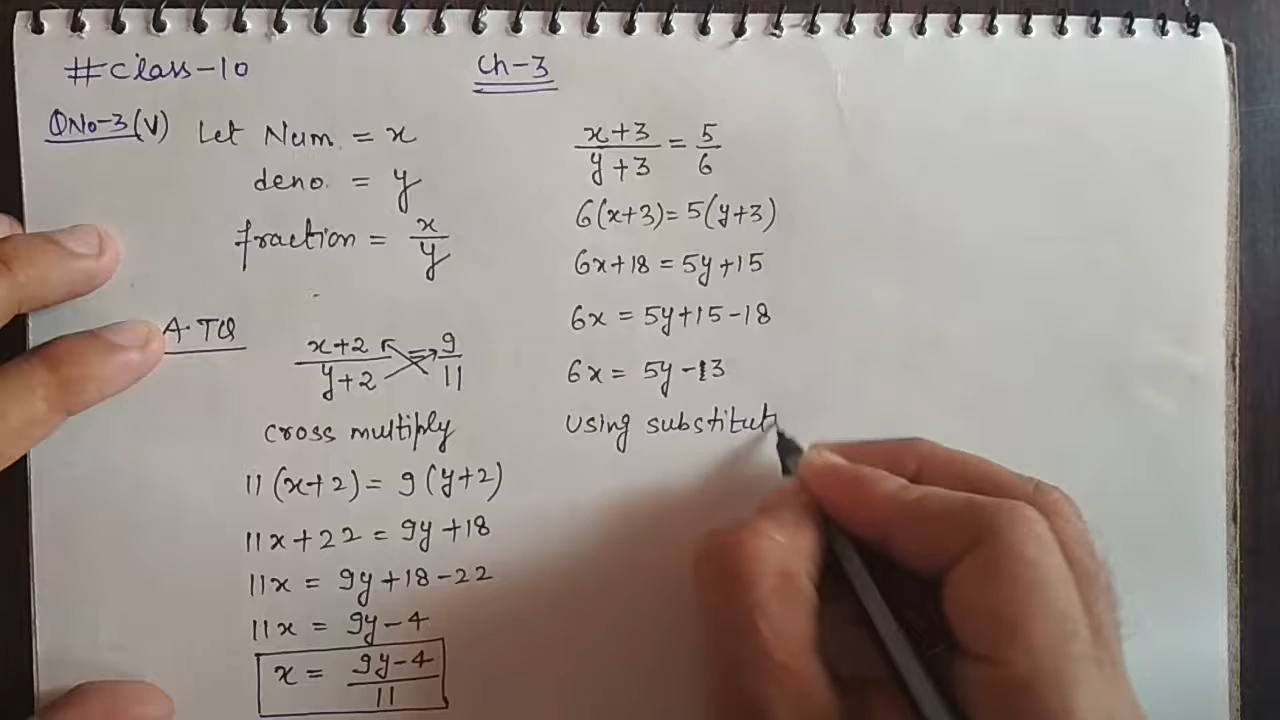 #Class-10
Ch-3
QNo-3(V) Let Num. = x
deno. = y
fraction = x/y
A.TQ
x+2/y+2 = 9/11
cross multiply
11(x+2) = 9(y+2)
11x+22 = 9y+18
11x = 9y+18-22
11x = 9y-4
x = 9y-4/11
x+3/y+3 = 5/6
6(x+3) = 5(y+3)
6x+18 = 5y+15
6x = 5y+15-18
6x = 5y-13
Using substitut